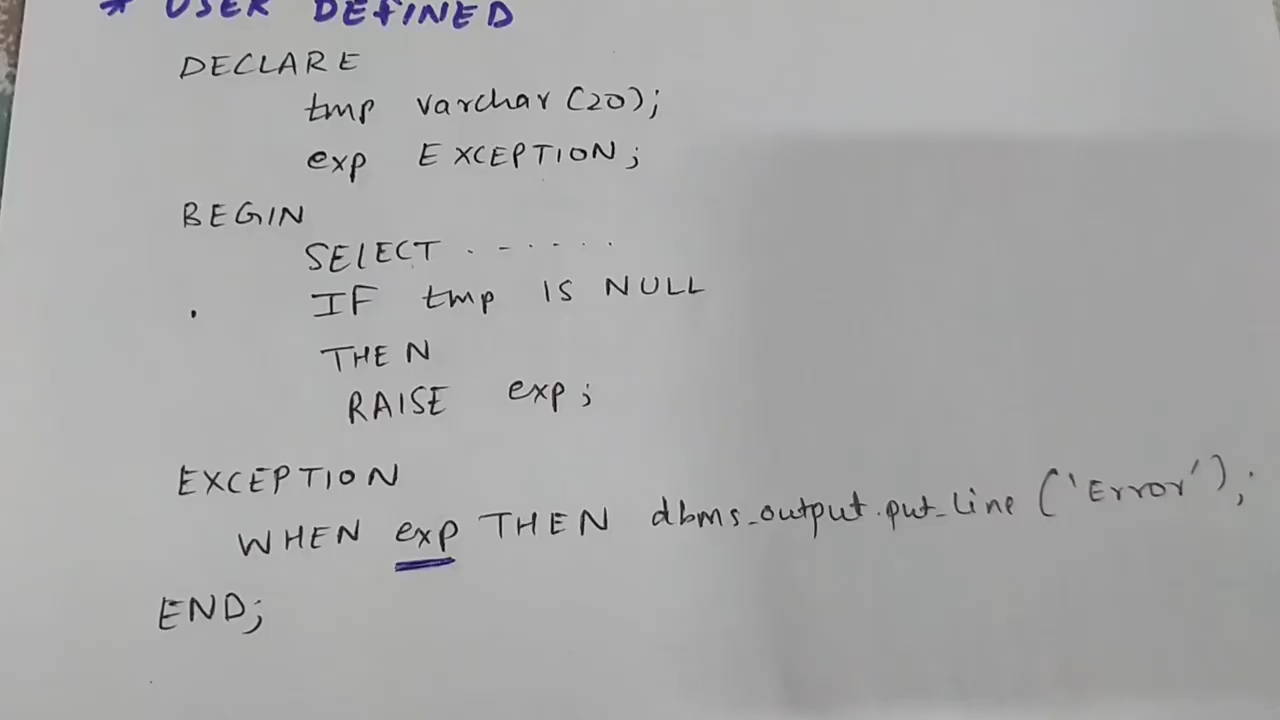 * USER DEFINED
DECLARE
tmp varchar (20);
exp EXCEPTION;
BEGIN
SELECT . - . . . .
IF tmp IS NULL
THEN
RAISE exp;
EXCEPTION
WHEN exp THEN dbms_output.put_line ('Error');
END;